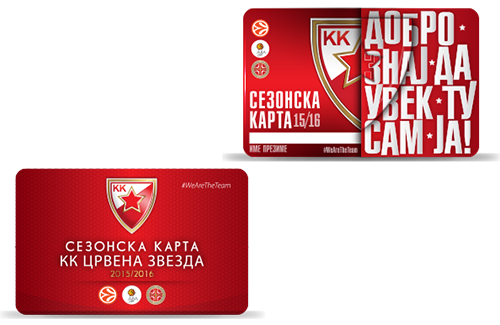 КК
СЕЗОНСКА
КАРТА 15/16
ИМЕ ПРЕЗИМЕ
#WeAreTheTeam
ДОБРО
ЗНАЈ·ДА
УВЕК·ТУ
САМ·ЈА!
КК
#WeAreTheTeam
СЕЗОНСКА КАРТА
КК ЦРВЕНА ЗВЕЗДА
2015/2016